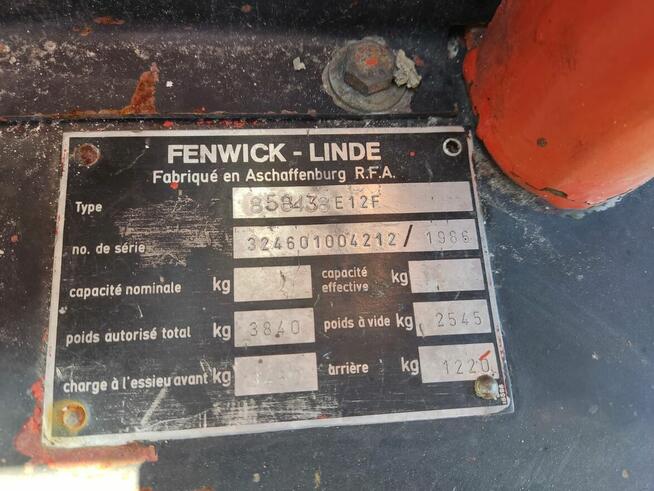 FENWICK - LINDE
Fabriqué en Aschaffenburg R.F.A.
Type E12F
no. de série 324601004212 / 1986
capacité nominale kg capacité effective kg
poids autorisé total kg 3840 poids à vide kg 2545
charge à l'essieu avant kg arrière kg 1220